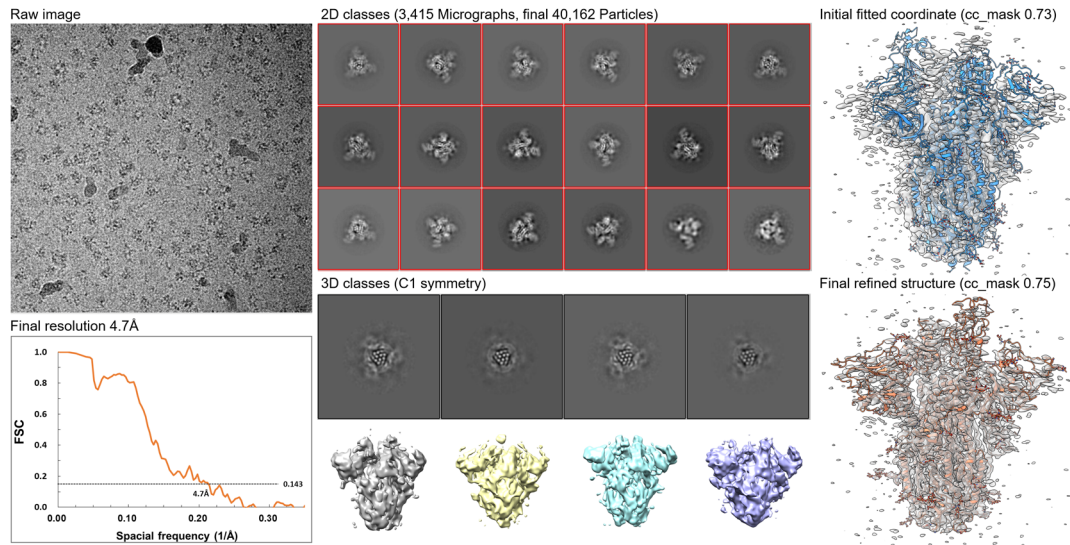 Raw image
2D classes (3,415 Micrographs, final 40,162 Particles)
Initial fitted coordinate (cc_mask 0.73)
Final resolution 4.7Å
1.0
0.8
0.6
0.4
0.2
0.0
FSC
0.143
4.7Å
0.00
0.10
0.20
0.30
Spacial frequency (1/Å)
3D classes (C1 symmetry)
Final refined structure (cc_mask 0.75)